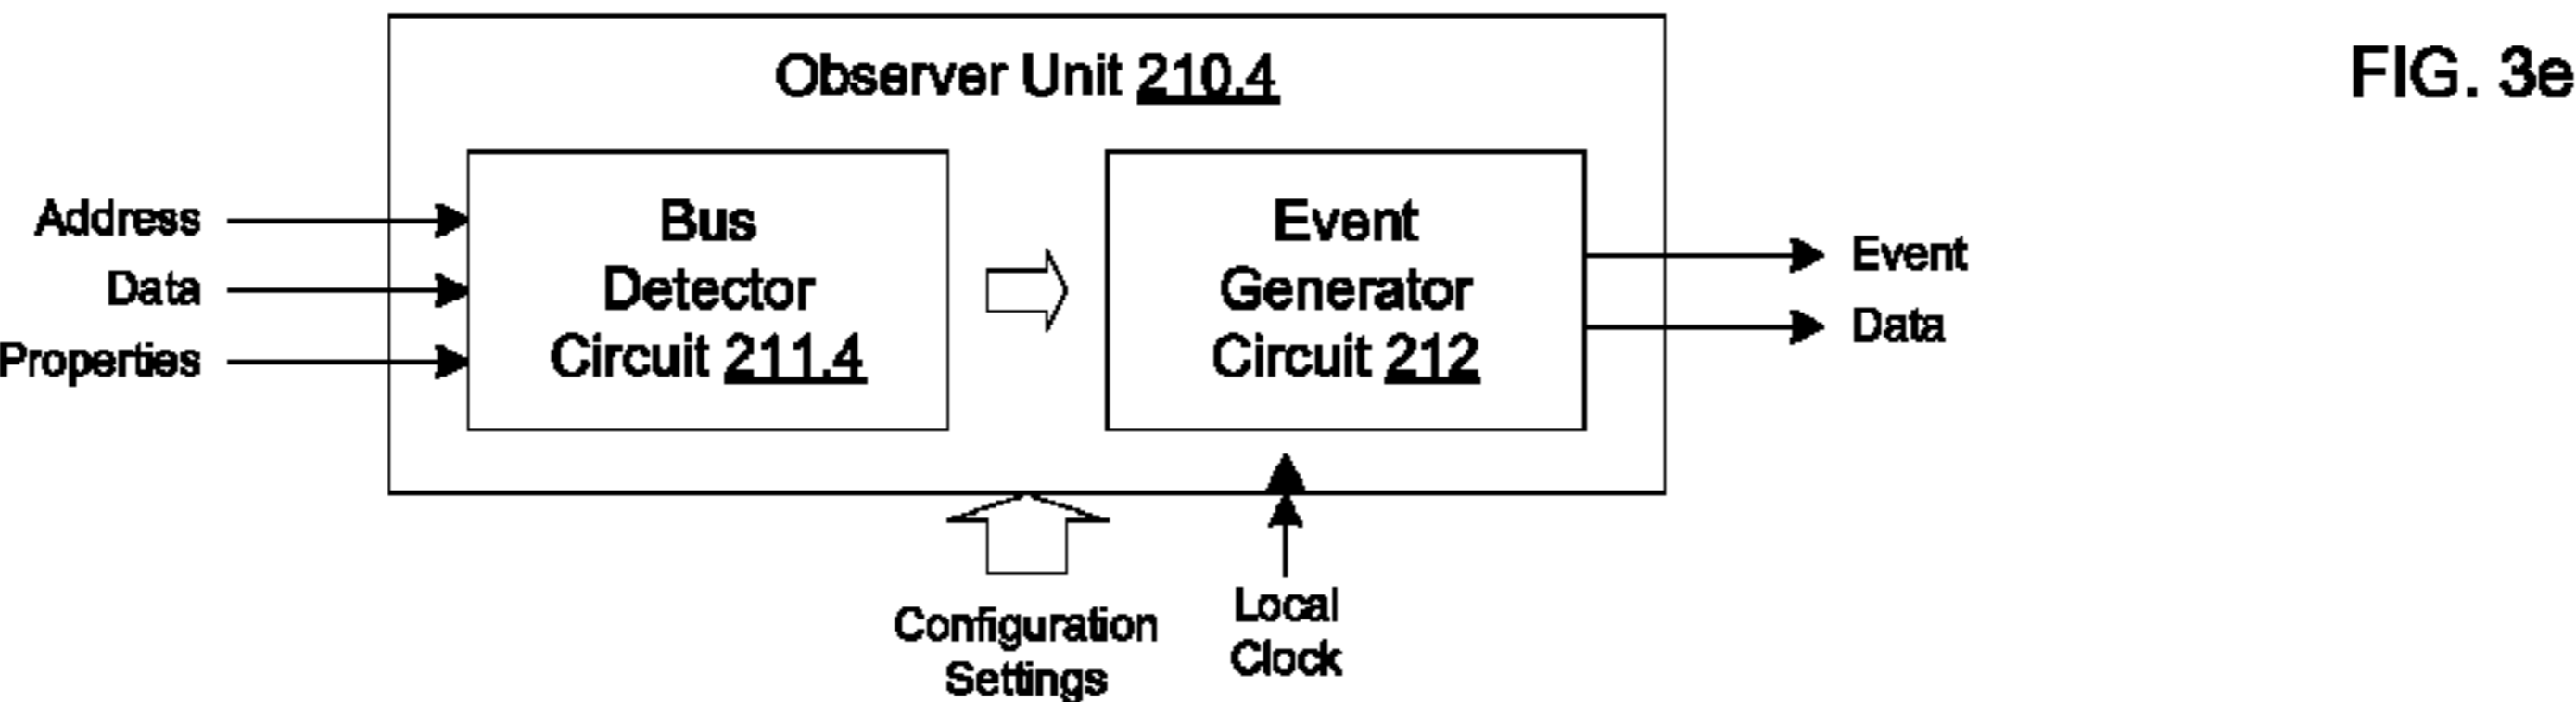 FIG. 3e
Observer Unit 210.4
Address
Data
Properties
Bus
Detector
Circuit 211.4
Event
Generator
Circuit 212
Event
Data
Configuration
Settings
Local
Clock